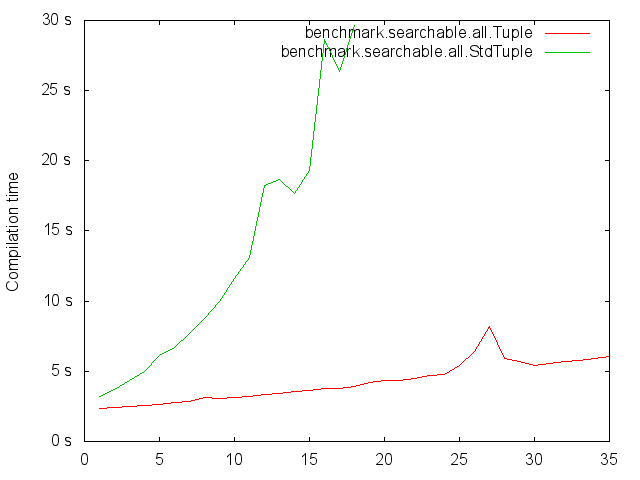 benchmark.searchable.all.Tuple
benchmark.searchable.all.StdTuple
30 s
25 s
20 s
15 s
10 s
5 s
0 s
Compilation time
0 5 10 15 20 25 30 35